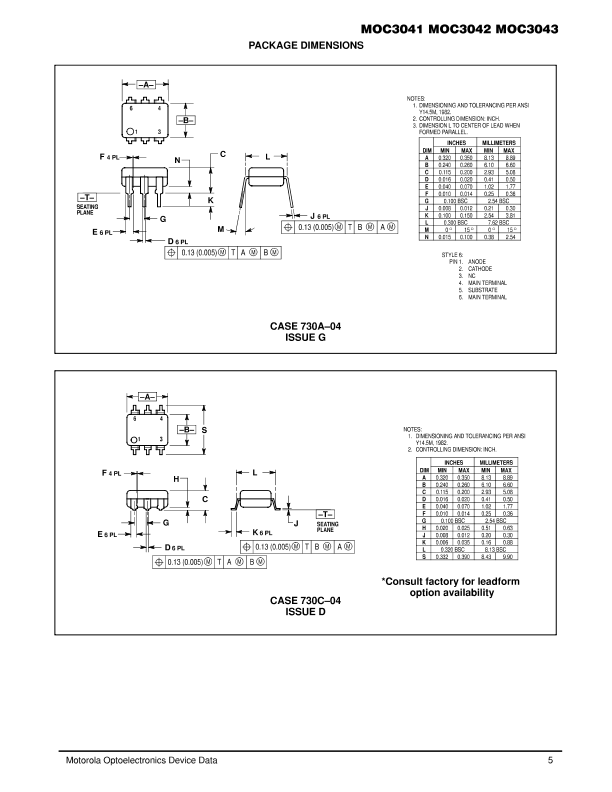 MOC3041 MOC3042 MOC3043
PACKAGE DIMENSIONS
–A–
6 4
–B–
1 3
F 4 PL
N
C
L
–T–
SEATING
PLANE
K
G
M
J 6 PL
E 6 PL
0.13 (0.005) M T B M A M
D 6 PL
0.13 (0.005) M T A M B M
NOTES:
1. DIMENSIONING AND TOLERANCING PER ANSI
Y14.5M, 1982.
2. CONTROLLING DIMENSION: INCH.
3. DIMENSION L TO CENTER OF LEAD WHEN
FORMED PARALLEL.
INCHES MILLIMETERS
DIM MIN MAX MIN MAX
A 0.320 0.350 8.13 8.89
B 0.240 0.260 6.10 6.60
C 0.115 0.200 2.93 5.08
D 0.016 0.020 0.41 0.50
E 0.040 0.070 1.02 1.77
F 0.010 0.014 0.25 0.36
G 0.100 BSC 2.54 BSC
J 0.008 0.012 0.21 0.30
K 0.100 0.150 2.54 3.81
L 0.300 BSC 7.62 BSC
M 0° 15° 0° 15°
N 0.015 0.100 0.38 2.54
STYLE 6:
PIN 1. ANODE
2. CATHODE
3. NC
4. MAIN TERMINAL
5. SUBSTRATE
6. MAIN TERMINAL
CASE 730A–04
ISSUE G
–A–
6 4
–B– S
1 3
F 4 PL
H
L
C
G
J
–T–
SEATING
PLANE
E 6 PL
K 6 PL
D 6 PL
0.13 (0.005) M T B M A M
0.13 (0.005) M T A M B M
NOTES:
1. DIMENSIONING AND TOLERANCING PER ANSI
Y14.5M, 1982.
2. CONTROLLING DIMENSION: INCH.
INCHES MILLIMETERS
DIM MIN MAX MIN MAX
A 0.320 0.350 8.13 8.89
B 0.240 0.260 6.10 6.60
C 0.115 0.200 2.93 5.08
D 0.016 0.020 0.41 0.50
E 0.040 0.070 1.02 1.77
F 0.010 0.014 0.25 0.36
G 0.100 BSC 2.54 BSC
H 0.020 0.025 0.51 0.63
J 0.008 0.012 0.20 0.30
K 0.006 0.035 0.16 0.88
L 0.320 BSC 8.13 BSC
S 0.332 0.390 8.43 9.90
*Consult factory for leadform
option availability
CASE 730C–04
ISSUE D
Motorola Optoelectronics Device Data 5